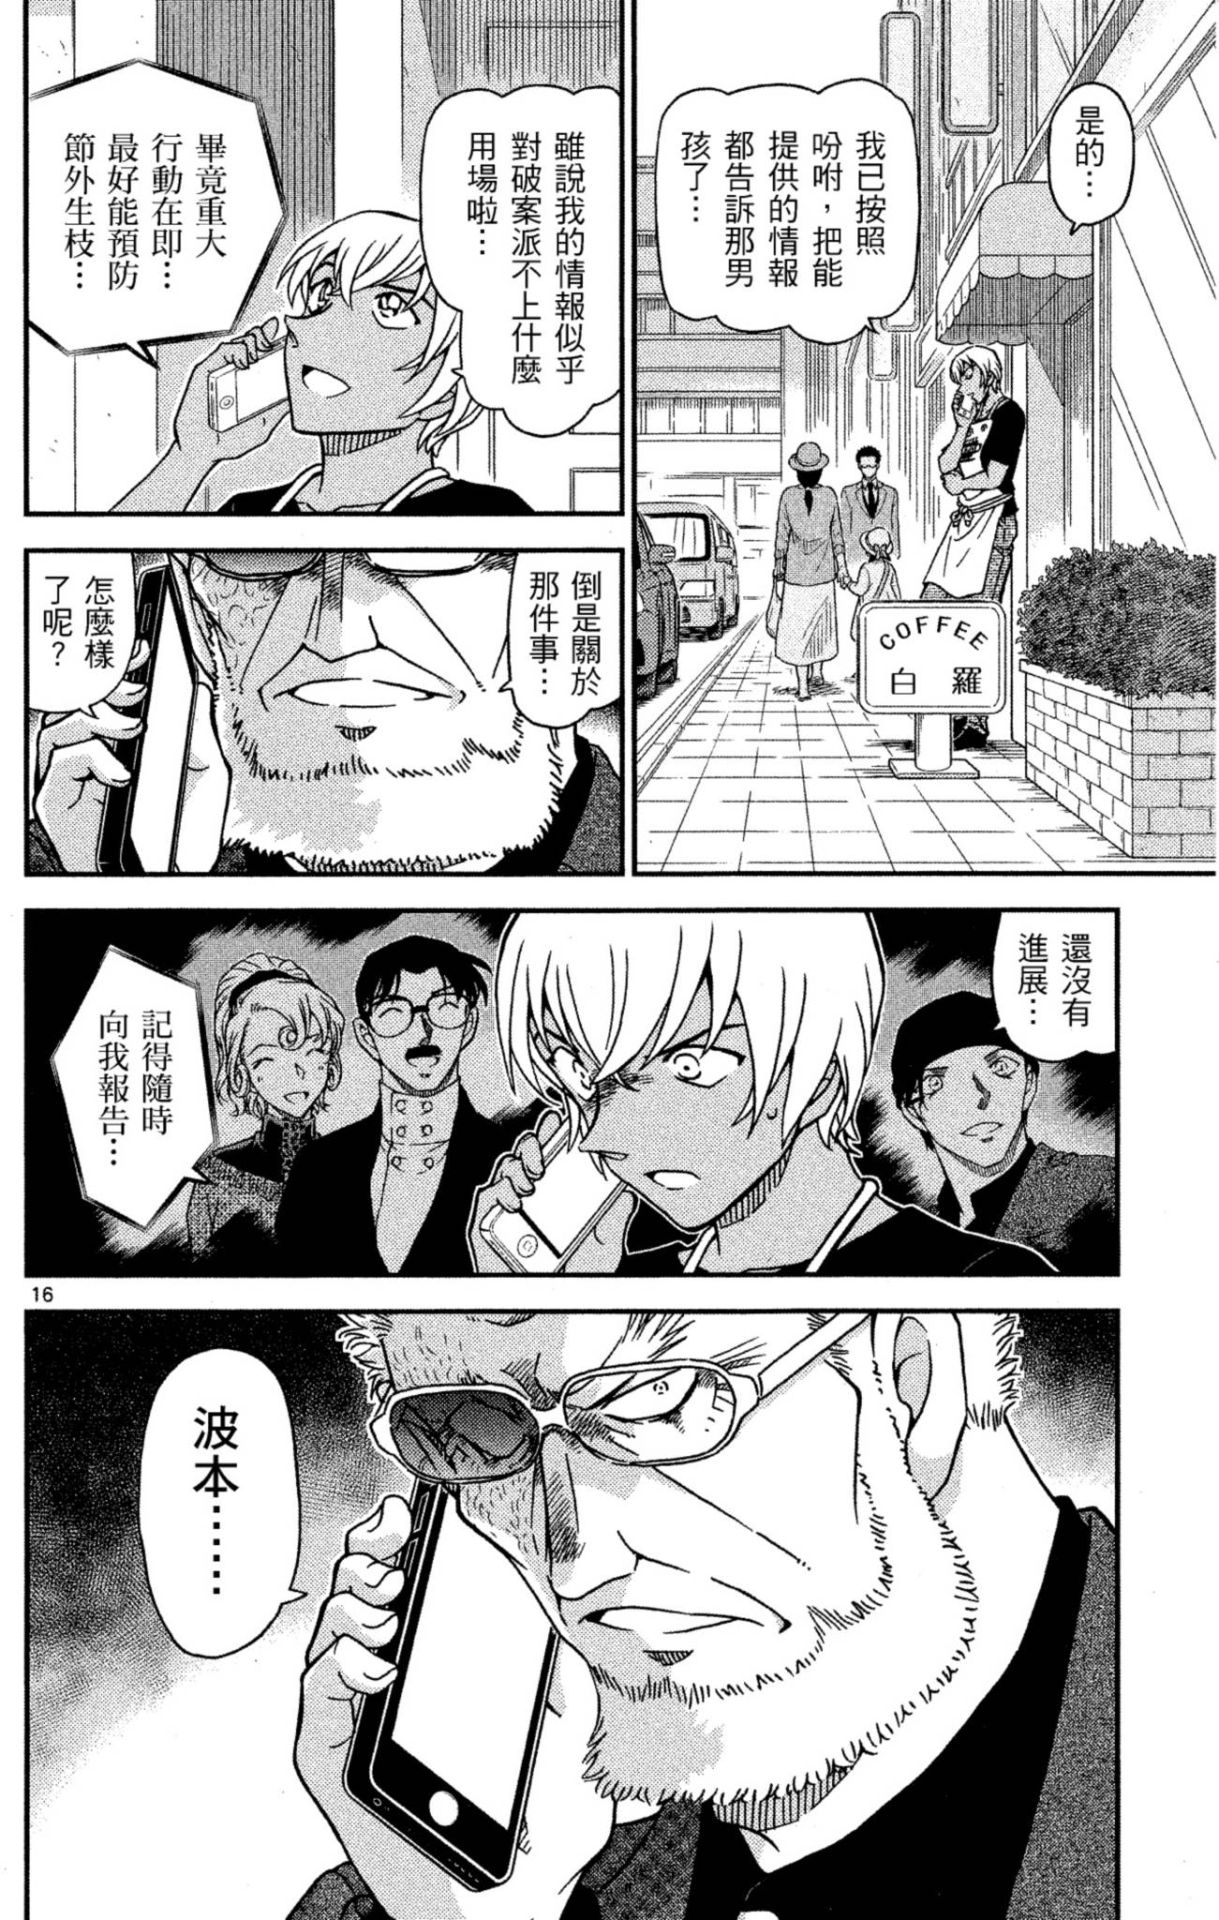 是的…
我已按照
吩咐，把能
提供的情報
都告訴那男
孩了…
COFFEE
白羅
雖說我的情報似乎
對破案派不上什麼
用場啦…
畢竟重大
行動在即…
最好能預防
節外生枝…
倒是關於
那件事…
怎麼樣
了呢？
還沒有
進展…
記得隨時
向我報告…
16
波本……